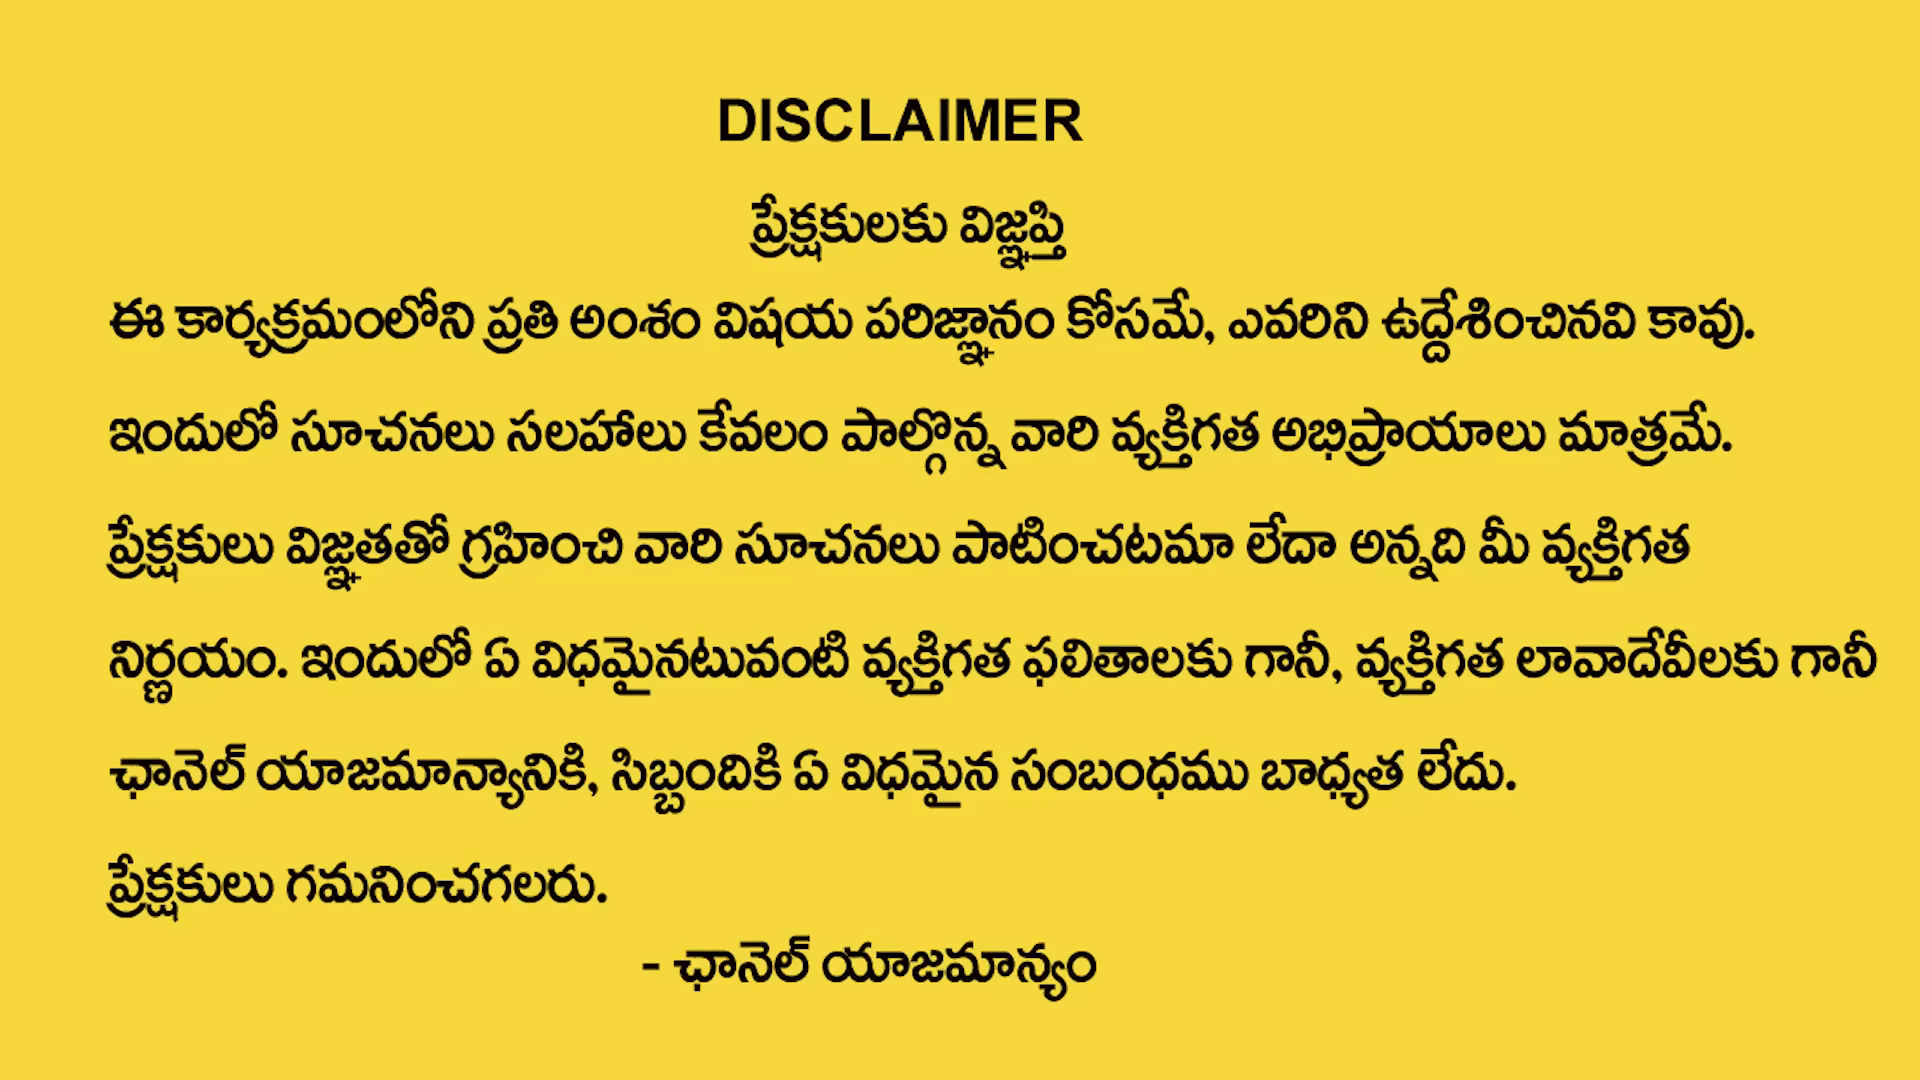 DISCLAIMER
ప్రేక్షకులకు విజ్ఞప్తి
ఈ కార్యక్రమంలోని ప్రతి అంశం విషయ పరిజ్ఞానం కోసమే, ఎవరిని ఉద్దేశించినవి కావు.
ఇందులో సూచనలు సలహాలు కేవలం పాల్గొన్న వారి వ్యక్తిగత అభిప్రాయాలు మాత్రమే.
ప్రేక్షకులు విజ్ఞతతో గ్రహించి వారి సూచనలు పాటించటమా లేదా అన్నది మీ వ్యక్తిగత
నిర్ణయం. ఇందులో ఏ విధమైనటువంటి వ్యక్తిగత ఫలితాలకు గానీ, వ్యక్తిగత లావాదేవీలకు గానీ
ఛానెల్ యాజమాన్యానికి, సిబ్బందికి ఏ విధమైన సంబంధము బాధ్యత లేదు.
ప్రేక్షకులు గమనించగలరు.
- ఛానెల్ యాజమాన్యం